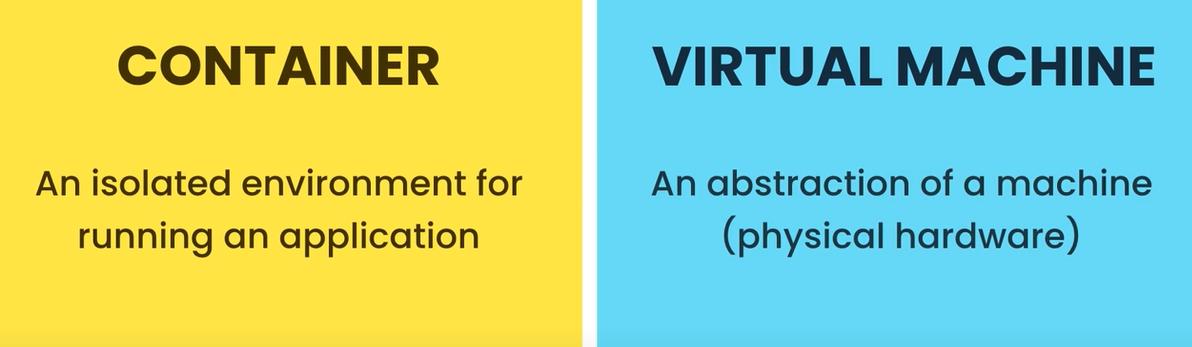 CONTAINER
An isolated environment for
running an application
VIRTUAL MACHINE
An abstraction of a machine
(physical hardware)